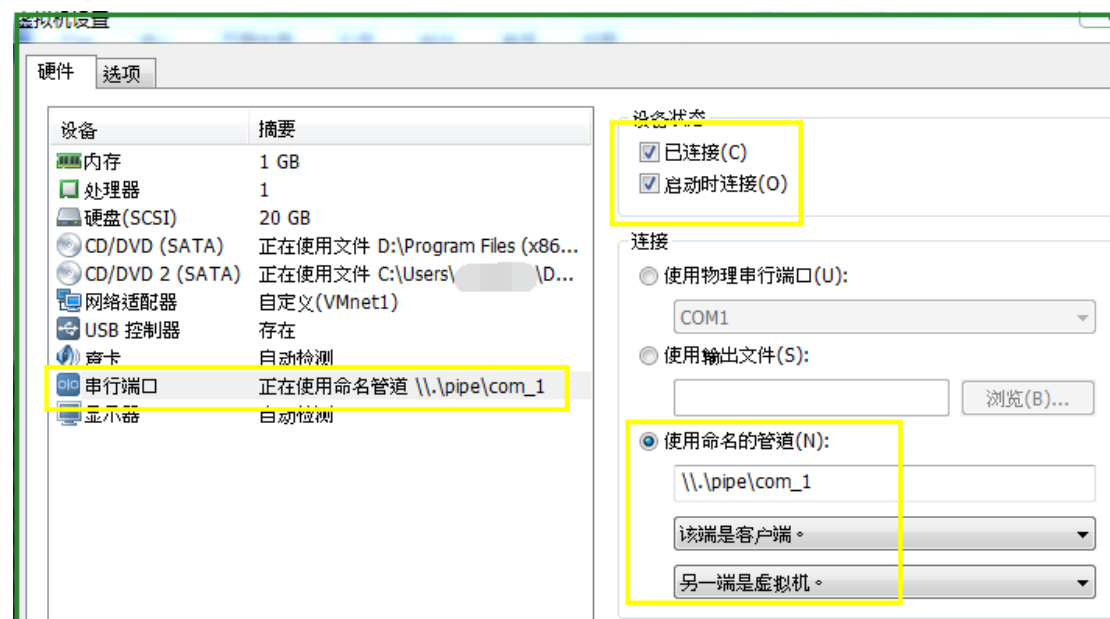 虚拟机设置
硬件 选项
设备 摘要
内存 1 GB
处理器 1
硬盘(SCSI) 20 GB
CD/DVD (SATA) 正在使用文件 D:\Program Files (x86...
CD/DVD 2 (SATA) 正在使用文件 C:\Users\ \D...
网络适配器 自定义(VMnet1)
USB 控制器 存在
声卡 自动检测
串行端口 正在使用命名管道 \\.\pipe\com_1
显示器 自动检测
设备状态
已连接(C)
启动时连接(O)
连接
使用物理串行端口(U):
COM1
使用输出文件(S):
浏览(B)...
使用命名的管道(N):
\\.\pipe\com_1
该端是客户端。
另一端是虚拟机。